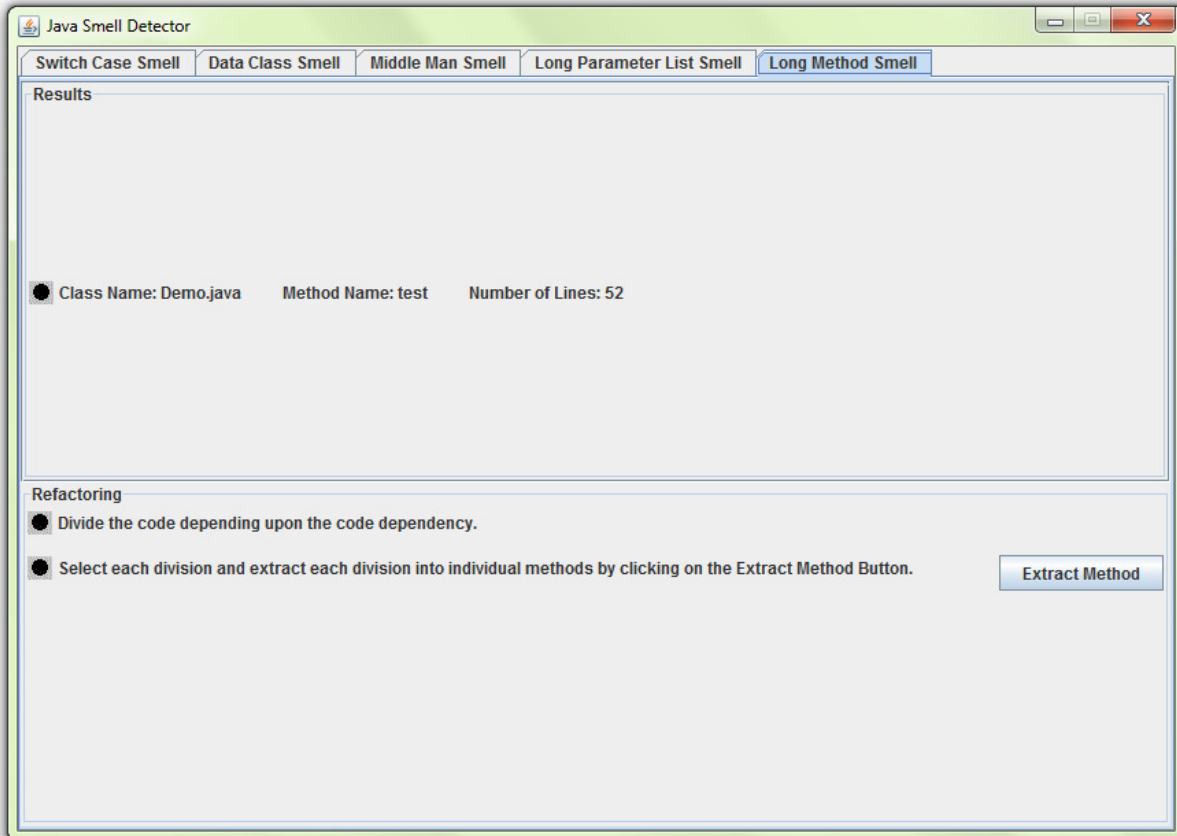 Java Smell Detector
Switch Case Smell Data Class Smell Middle Man Smell Long Parameter List Smell Long Method Smell
Results
Class Name: Demo.java Method Name: test Number of Lines: 52
Refactoring
Divide the code depending upon the code dependency.
Select each division and extract each division into individual methods by clicking on the Extract Method Button.
Extract Method